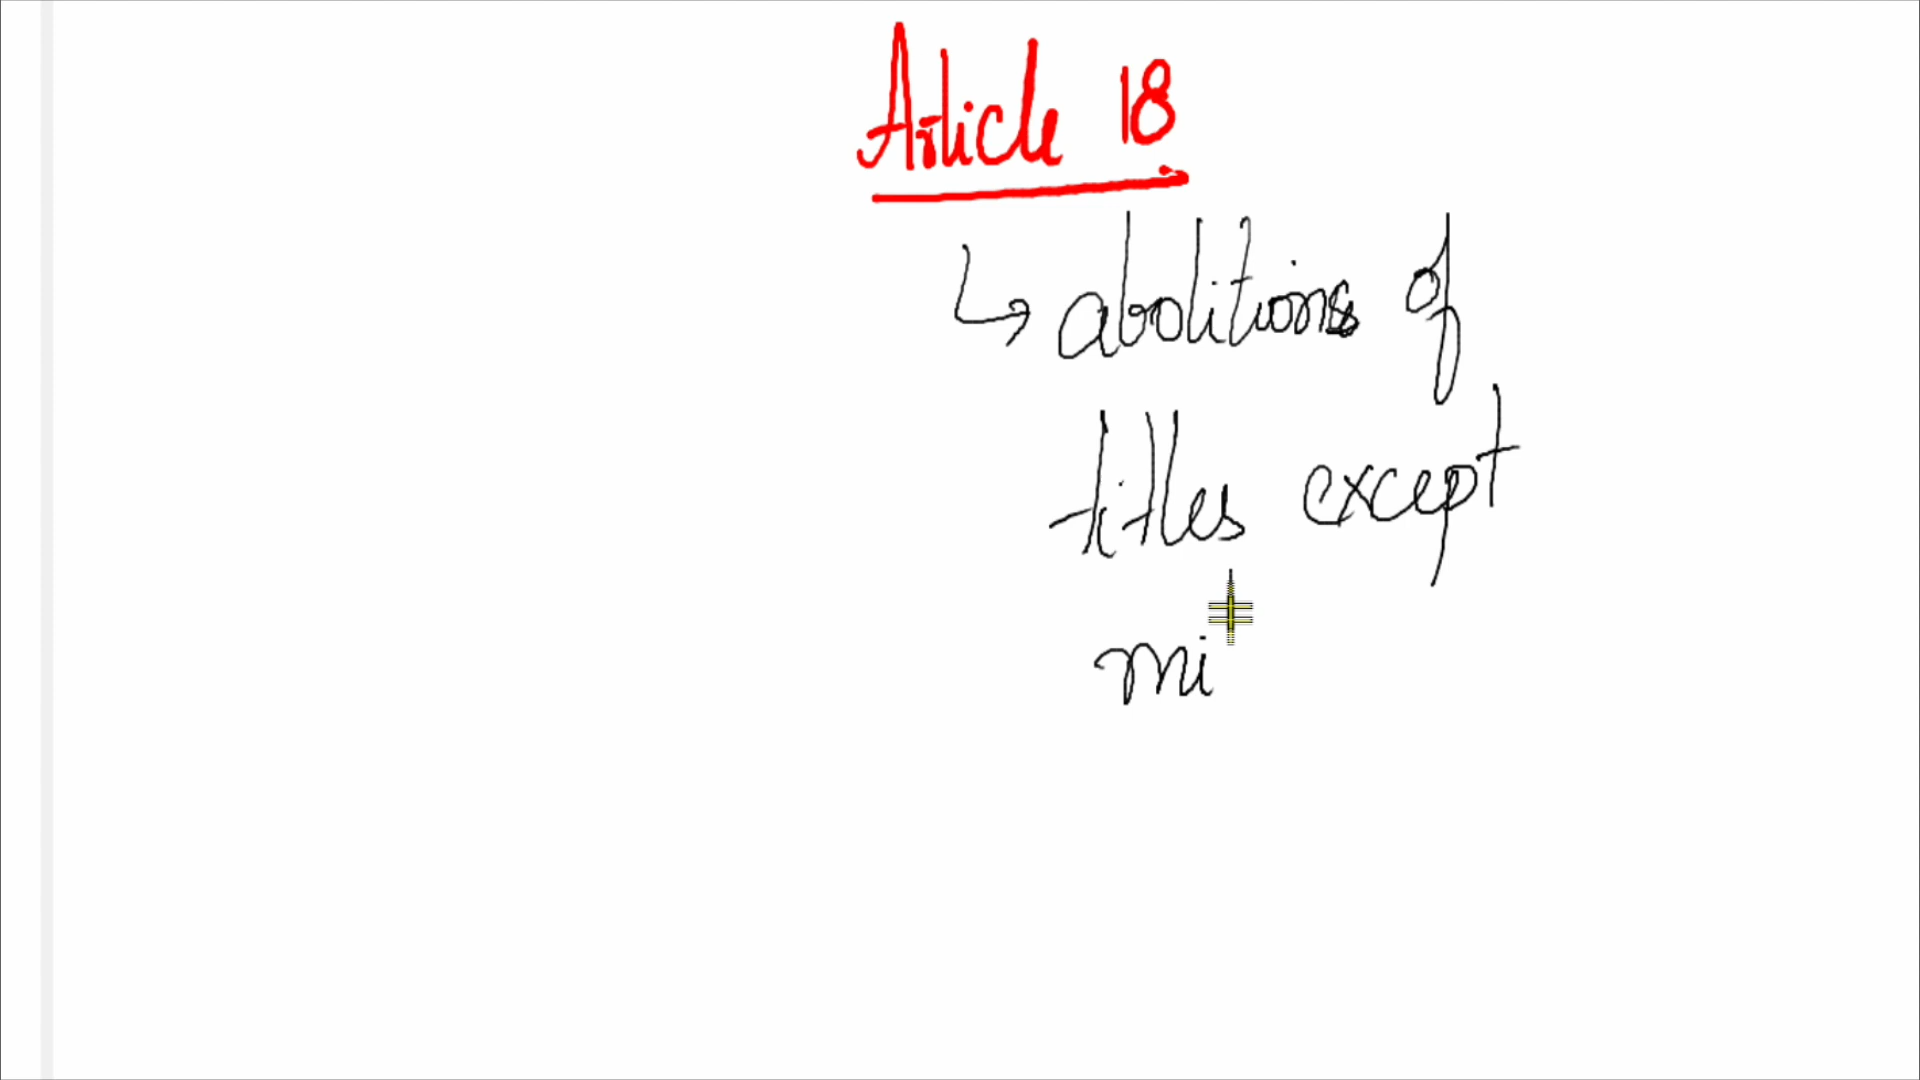 Article 18
↳ abolitions of
titles except
mi